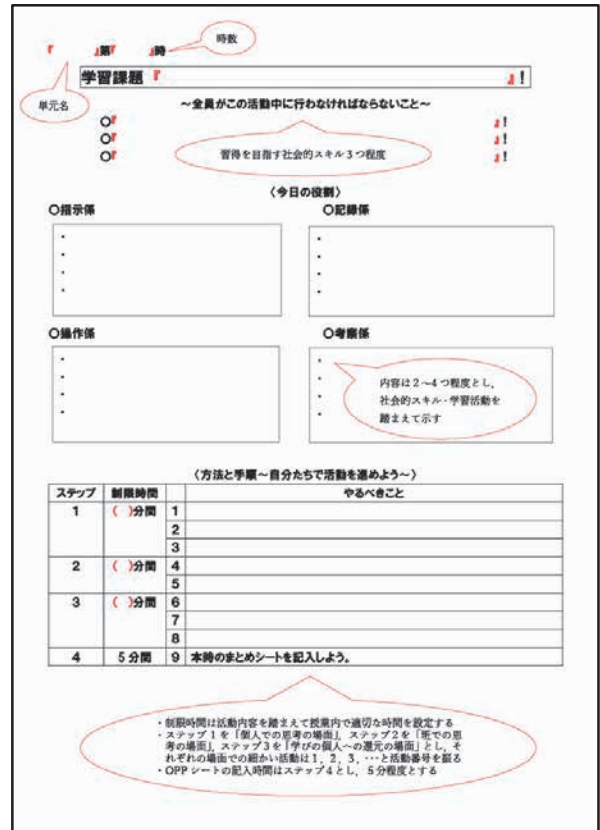 時数
『　　』第『　　』時
学習課題『　　』！
単元名
～全員がこの活動中に行わなければならないこと～
○『　　』！
○『　　』！
○『　　』！
習得を目指す社会的スキル3つ程度
〈今日の役割〉
○指示係　○記録係
・　・
・　・
・　・
・　・
○操作係　○考察係
・　・
・　・
・　・
・　・
内容は2～4つ程度とし，
社会的スキル・学習活動を
踏まえて示す
〈方法と手順～自分たちで活動を進めよう～〉
ステップ　制限時間　やるべきこと
1　(　)分間　1
2
3
2　(　)分間　4
5
3　(　)分間　6
7
8
4　5分間　9　本時のまとめシートを記入しよう。
・制限時間は活動内容を踏まえて授業内で適切な時間を設定する
・ステップ1を「個人での思考の場面」，ステップ2を「班での思
考の場面」，ステップ3を「学びの個人への還元の場面」とし，そ
れぞれの場面での細かい活動は1，2，3，…と活動番号を振る
・OPPシートの記入時間はステップ4とし，5分程度とする